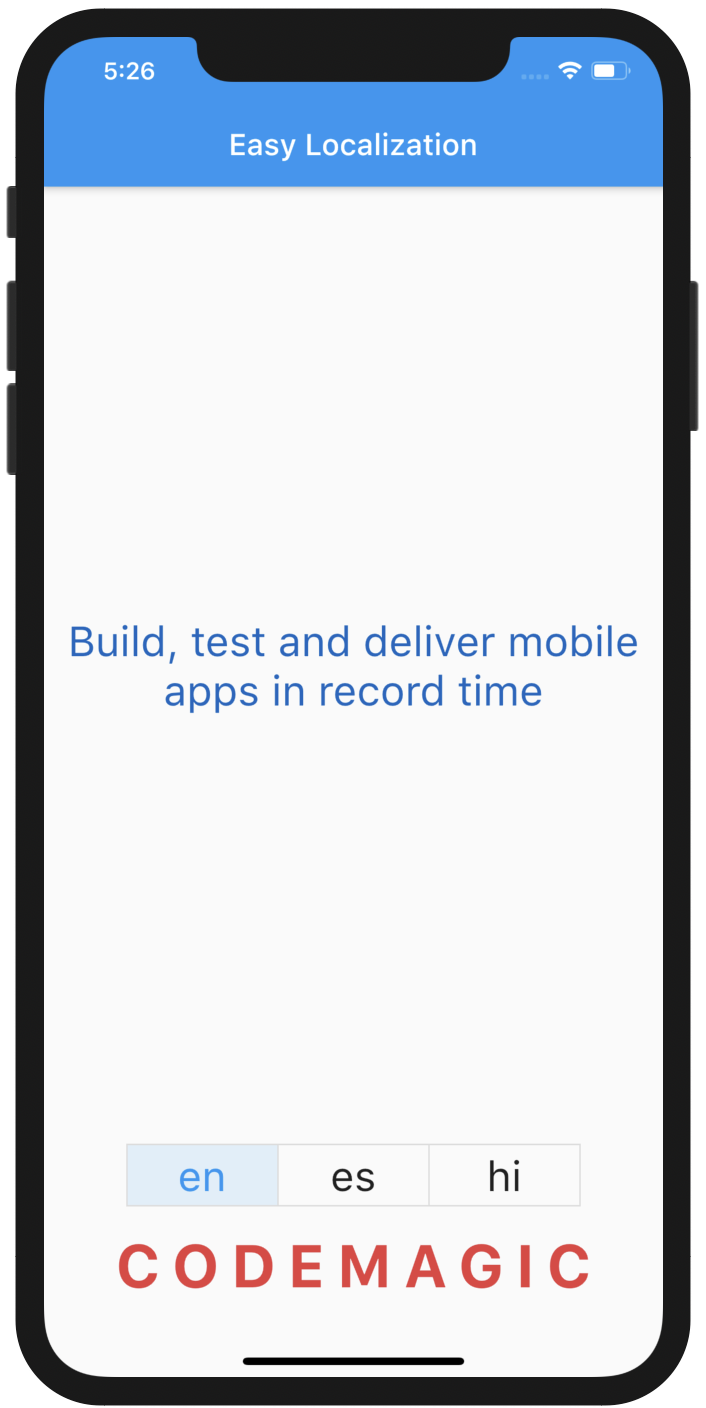 5:26
Easy Localization
Build, test and deliver mobile
apps in record time
en es hi
CODEMAGIC